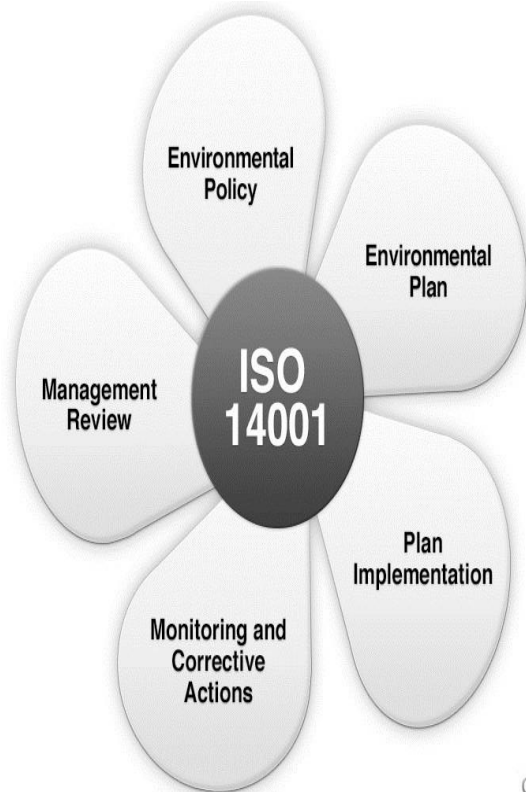 Environmental
Policy
Environmental
Plan
ISO
14001
Management
Review
Plan
Implementation
Monitoring and
Corrective
Actions